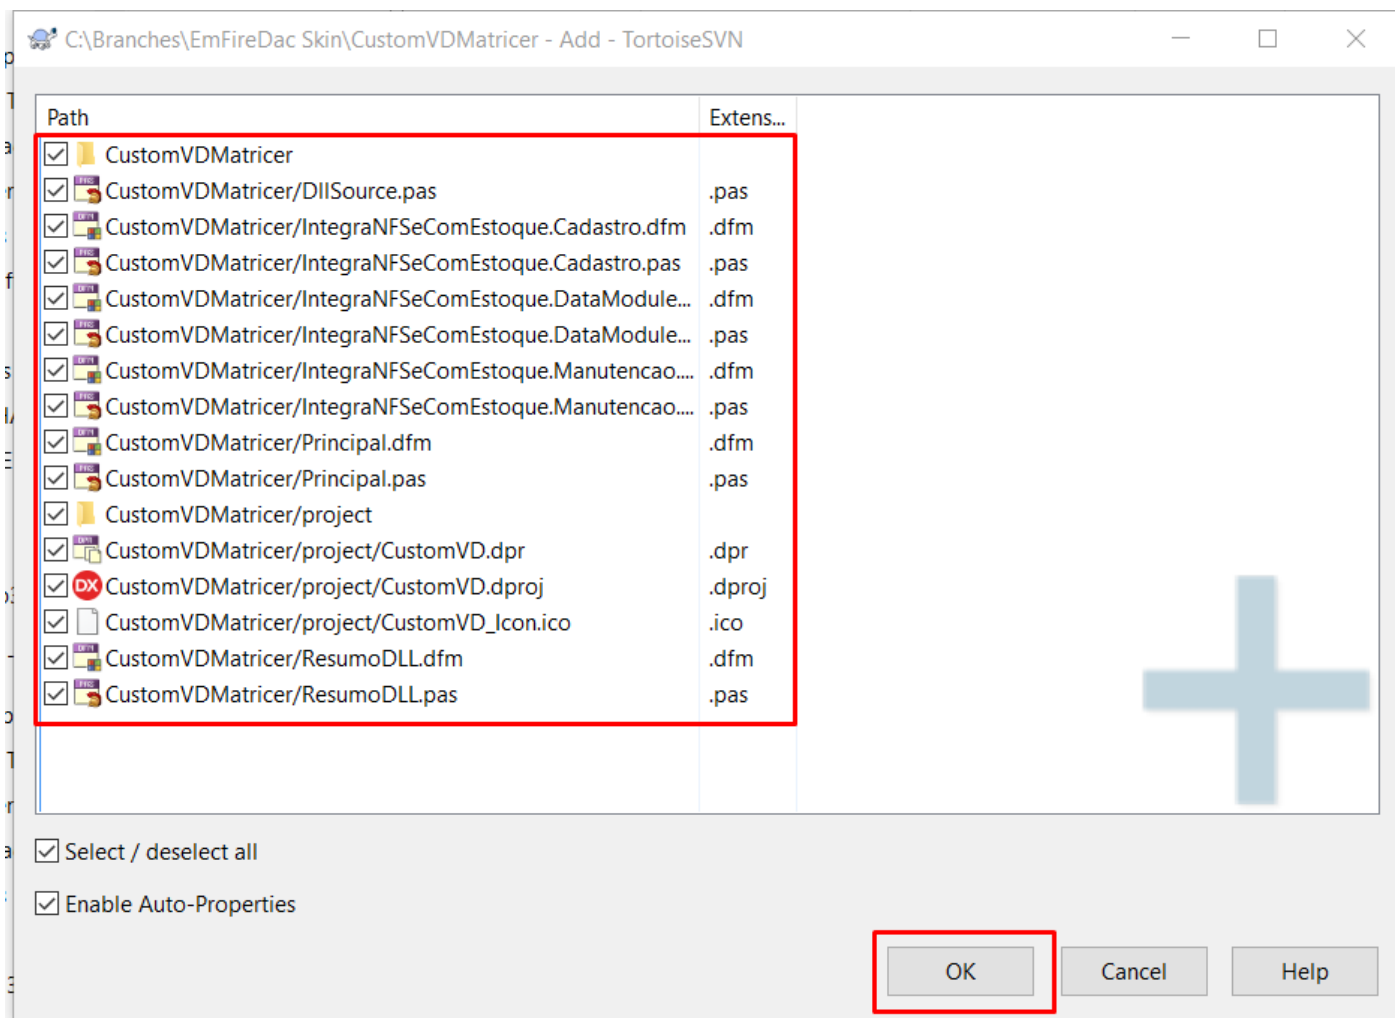 C:\Branches\EmFireDac Skin\CustomVDMatricer - Add - TortoiseSVN
Path Extens...
CustomVDMatricer
CustomVDMatricer/DllSource.pas .pas
CustomVDMatricer/IntegraNFSeComEstoque.Cadastro.dfm .dfm
CustomVDMatricer/IntegraNFSeComEstoque.Cadastro.pas .pas
CustomVDMatricer/IntegraNFSeComEstoque.DataModule... .dfm
CustomVDMatricer/IntegraNFSeComEstoque.DataModule... .pas
CustomVDMatricer/IntegraNFSeComEstoque.Manutencao.... .dfm
CustomVDMatricer/IntegraNFSeComEstoque.Manutencao.... .pas
CustomVDMatricer/Principal.dfm .dfm
CustomVDMatricer/Principal.pas .pas
CustomVDMatricer/project
CustomVDMatricer/project/CustomVD.dpr .dpr
CustomVDMatricer/project/CustomVD.dproj .dproj
CustomVDMatricer/project/CustomVD_Icon.ico .ico
CustomVDMatricer/ResumoDLL.dfm .dfm
CustomVDMatricer/ResumoDLL.pas .pas
Select / deselect all
Enable Auto-Properties
OK Cancel Help